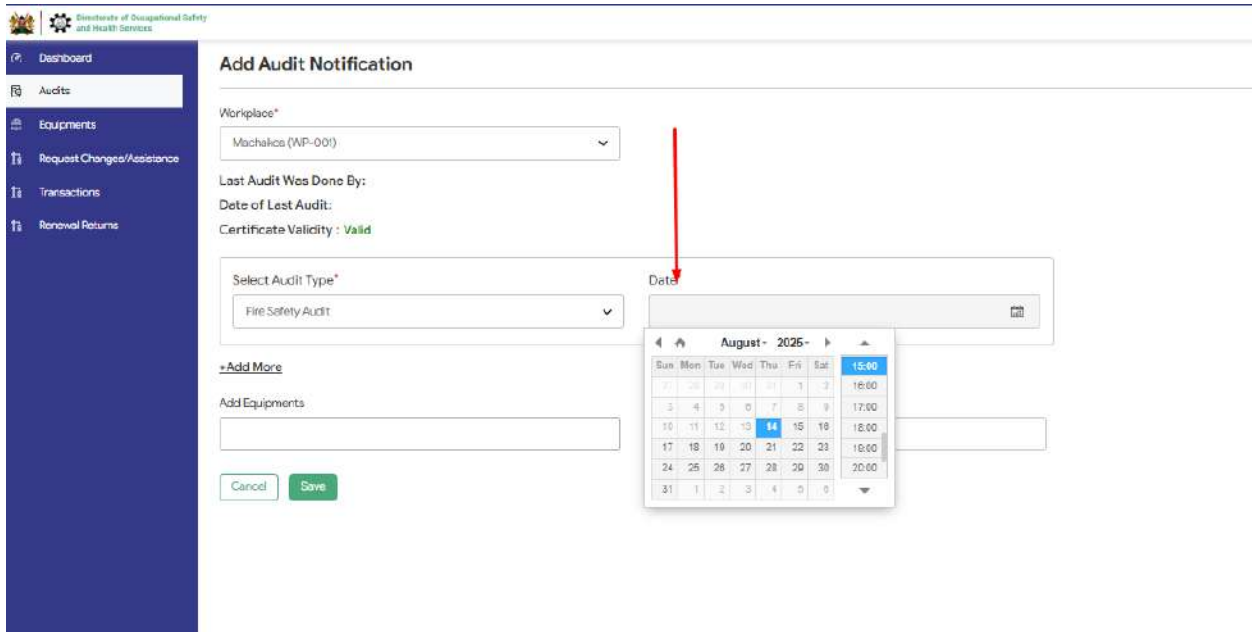 Directorate of Occupational Safety
and Health Services
Dashboard
Audits
Equipments
Request Changes/Assistance
Transactions
Renewal Returns
Add Audit Notification
Workplace*
Machakos (WP-001)
Last Audit Was Done By:
Date of Last Audit:
Certificate Validity : Valid
Select Audit Type*
Fire Safety Audit
Date
August 2025
Sun Mon Tue Wed Thu Fri Sat
27 28 29 30 31 1 2
3 4 5 6 7 8 9
10 11 12 13 14 15 16
17 18 19 20 21 22 23
24 25 26 27 28 29 30
31 1 2 3 4 5 6
15:00
16:00
17:00
18:00
19:00
20:00
+Add More
Add Equipments
Cancel
Save